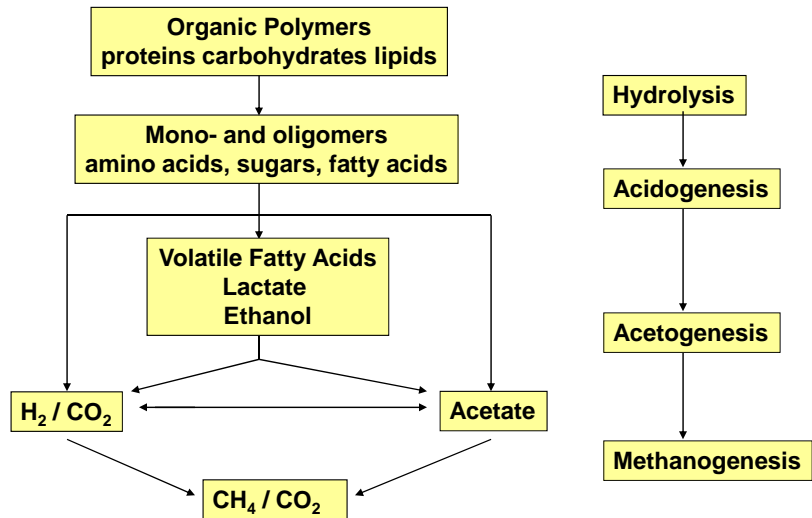 Organic Polymers
proteins carbohydrates lipids
Mono- and oligomers
amino acids, sugars, fatty acids
Volatile Fatty Acids
Lactate
Ethanol
H₂ / CO₂
Acetate
CH₄ / CO₂
Hydrolysis
Acidogenesis
Acetogenesis
Methanogenesis